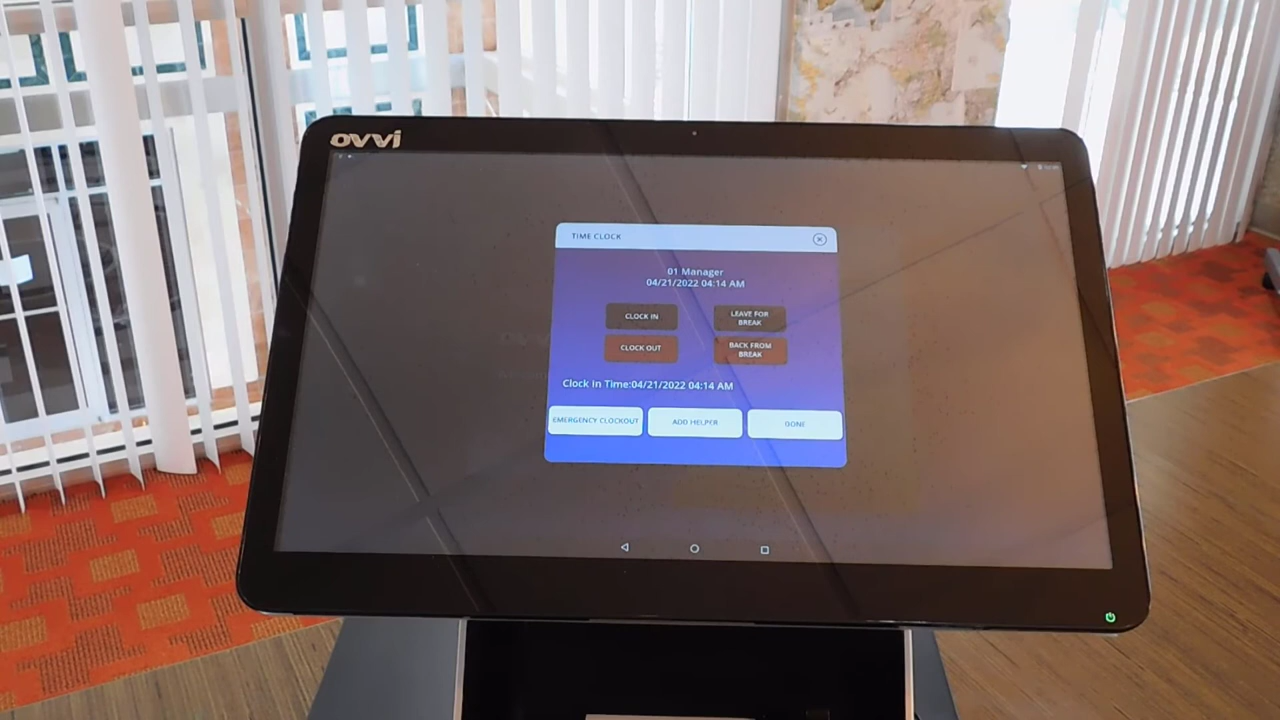 ovvi
TIME CLOCK
01 Manager
04/21/2022 04:14 AM
CLOCK IN
LEAVE FOR
BREAK
CLOCK OUT
BACK FROM
BREAK
Clock In Time:04/21/2022 04:14 AM
EMERGENCY CLOCKOUT
ADD HELPER
DONE